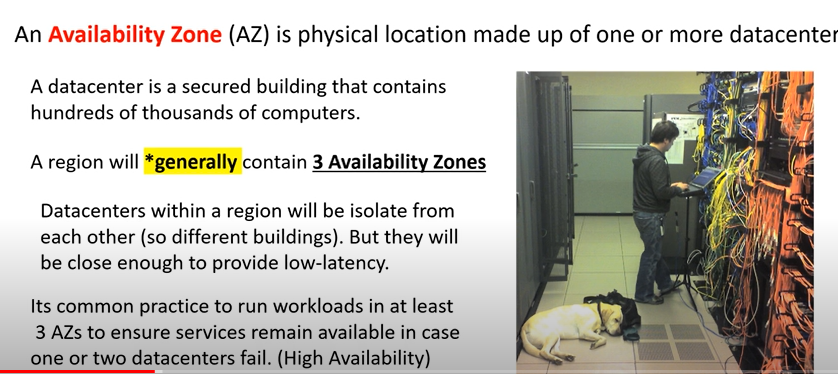 An Availability Zone (AZ) is physical location made up of one or more datacenter
A datacenter is a secured building that contains
hundreds of thousands of computers.
A region will *generally contain 3 Availability Zones
Datacenters within a region will be isolate from
each other (so different buildings). But they will
be close enough to provide low-latency.
Its common practice to run workloads in at least
3 AZs to ensure services remain available in case
one or two datacenters fail. (High Availability)